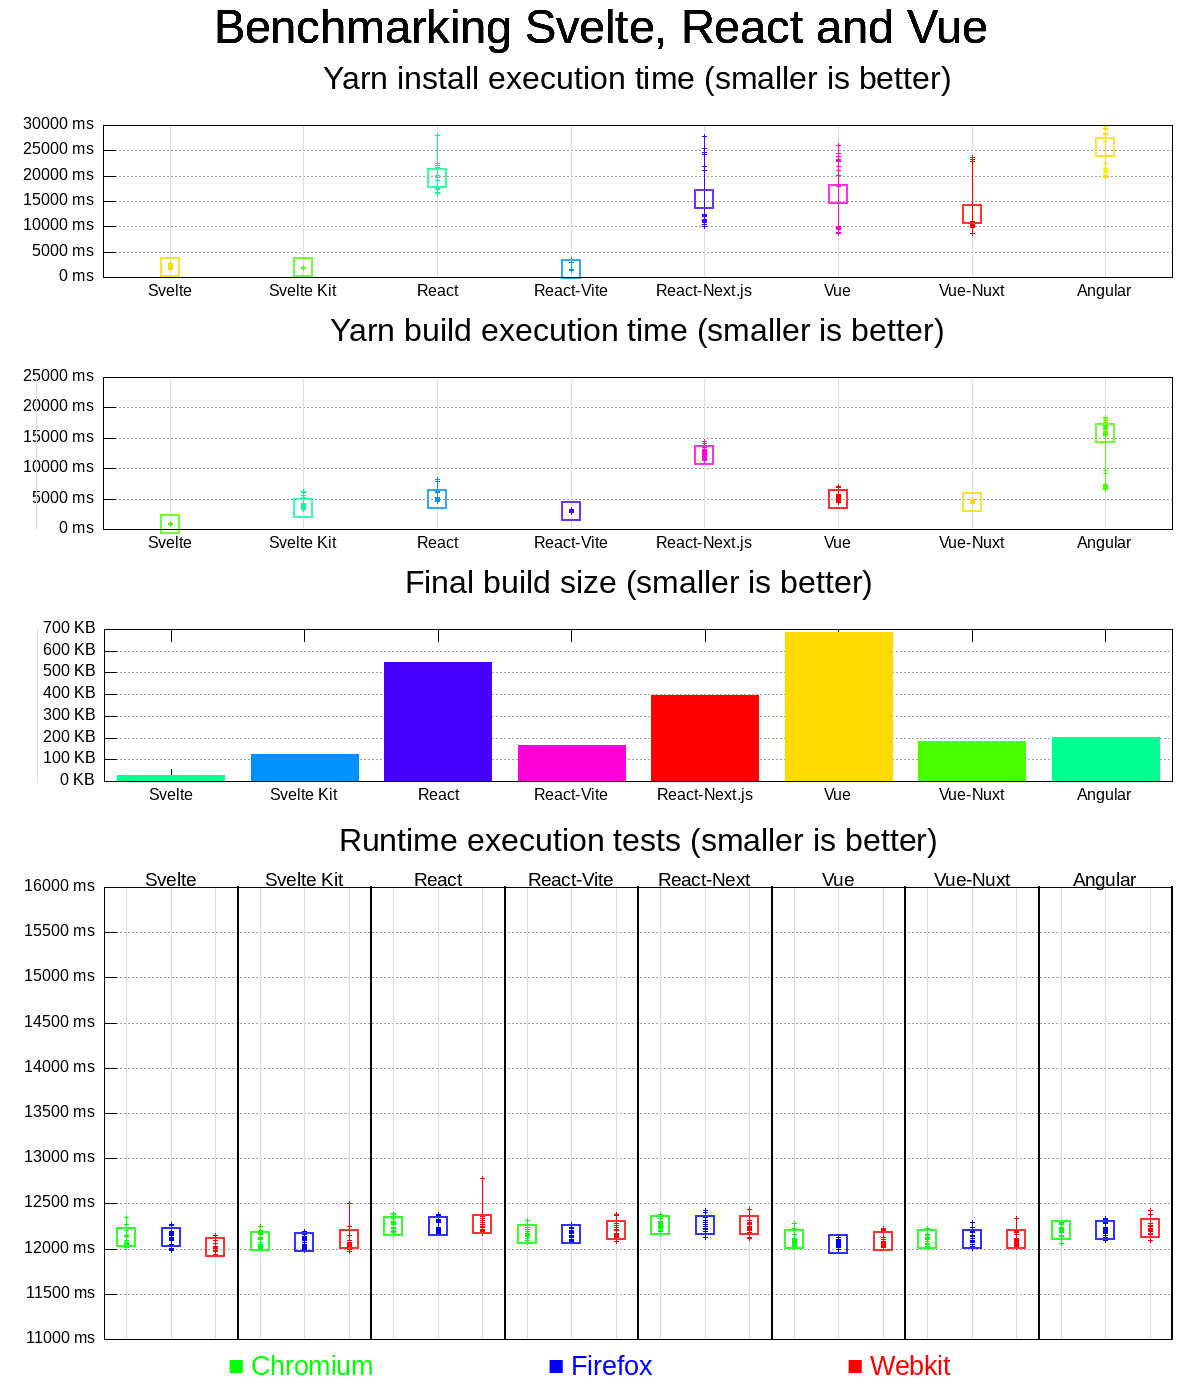 Benchmarking Svelte, React and Vue
Yarn install execution time (smaller is better)
30000 ms
25000 ms
20000 ms
15000 ms
10000 ms
5000 ms
0 ms
Svelte Svelte Kit React React-Vite React-Next.js Vue Vue-Nuxt Angular
Yarn build execution time (smaller is better)
25000 ms
20000 ms
15000 ms
10000 ms
5000 ms
0 ms
Svelte Svelte Kit React React-Vite React-Next.js Vue Vue-Nuxt Angular
Final build size (smaller is better)
700 KB
600 KB
500 KB
400 KB
300 KB
200 KB
100 KB
0 KB
Svelte Svelte Kit React React-Vite React-Next.js Vue Vue-Nuxt Angular
Runtime execution tests (smaller is better)
Svelte Svelte Kit React React-Vite React-Next Vue Vue-Nuxt Angular
16000 ms
15500 ms
15000 ms
14500 ms
14000 ms
13500 ms
13000 ms
12500 ms
12000 ms
11500 ms
11000 ms
Chromium Firefox Webkit